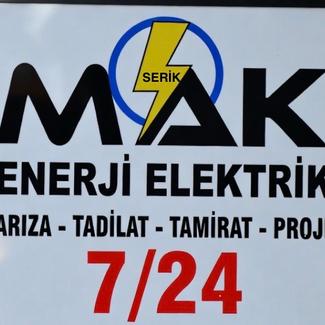 SERİK
MAK
ENERJİ ELEKTRİK
ARIZA - TADİLAT - TAMİRAT - PROJ
7/24